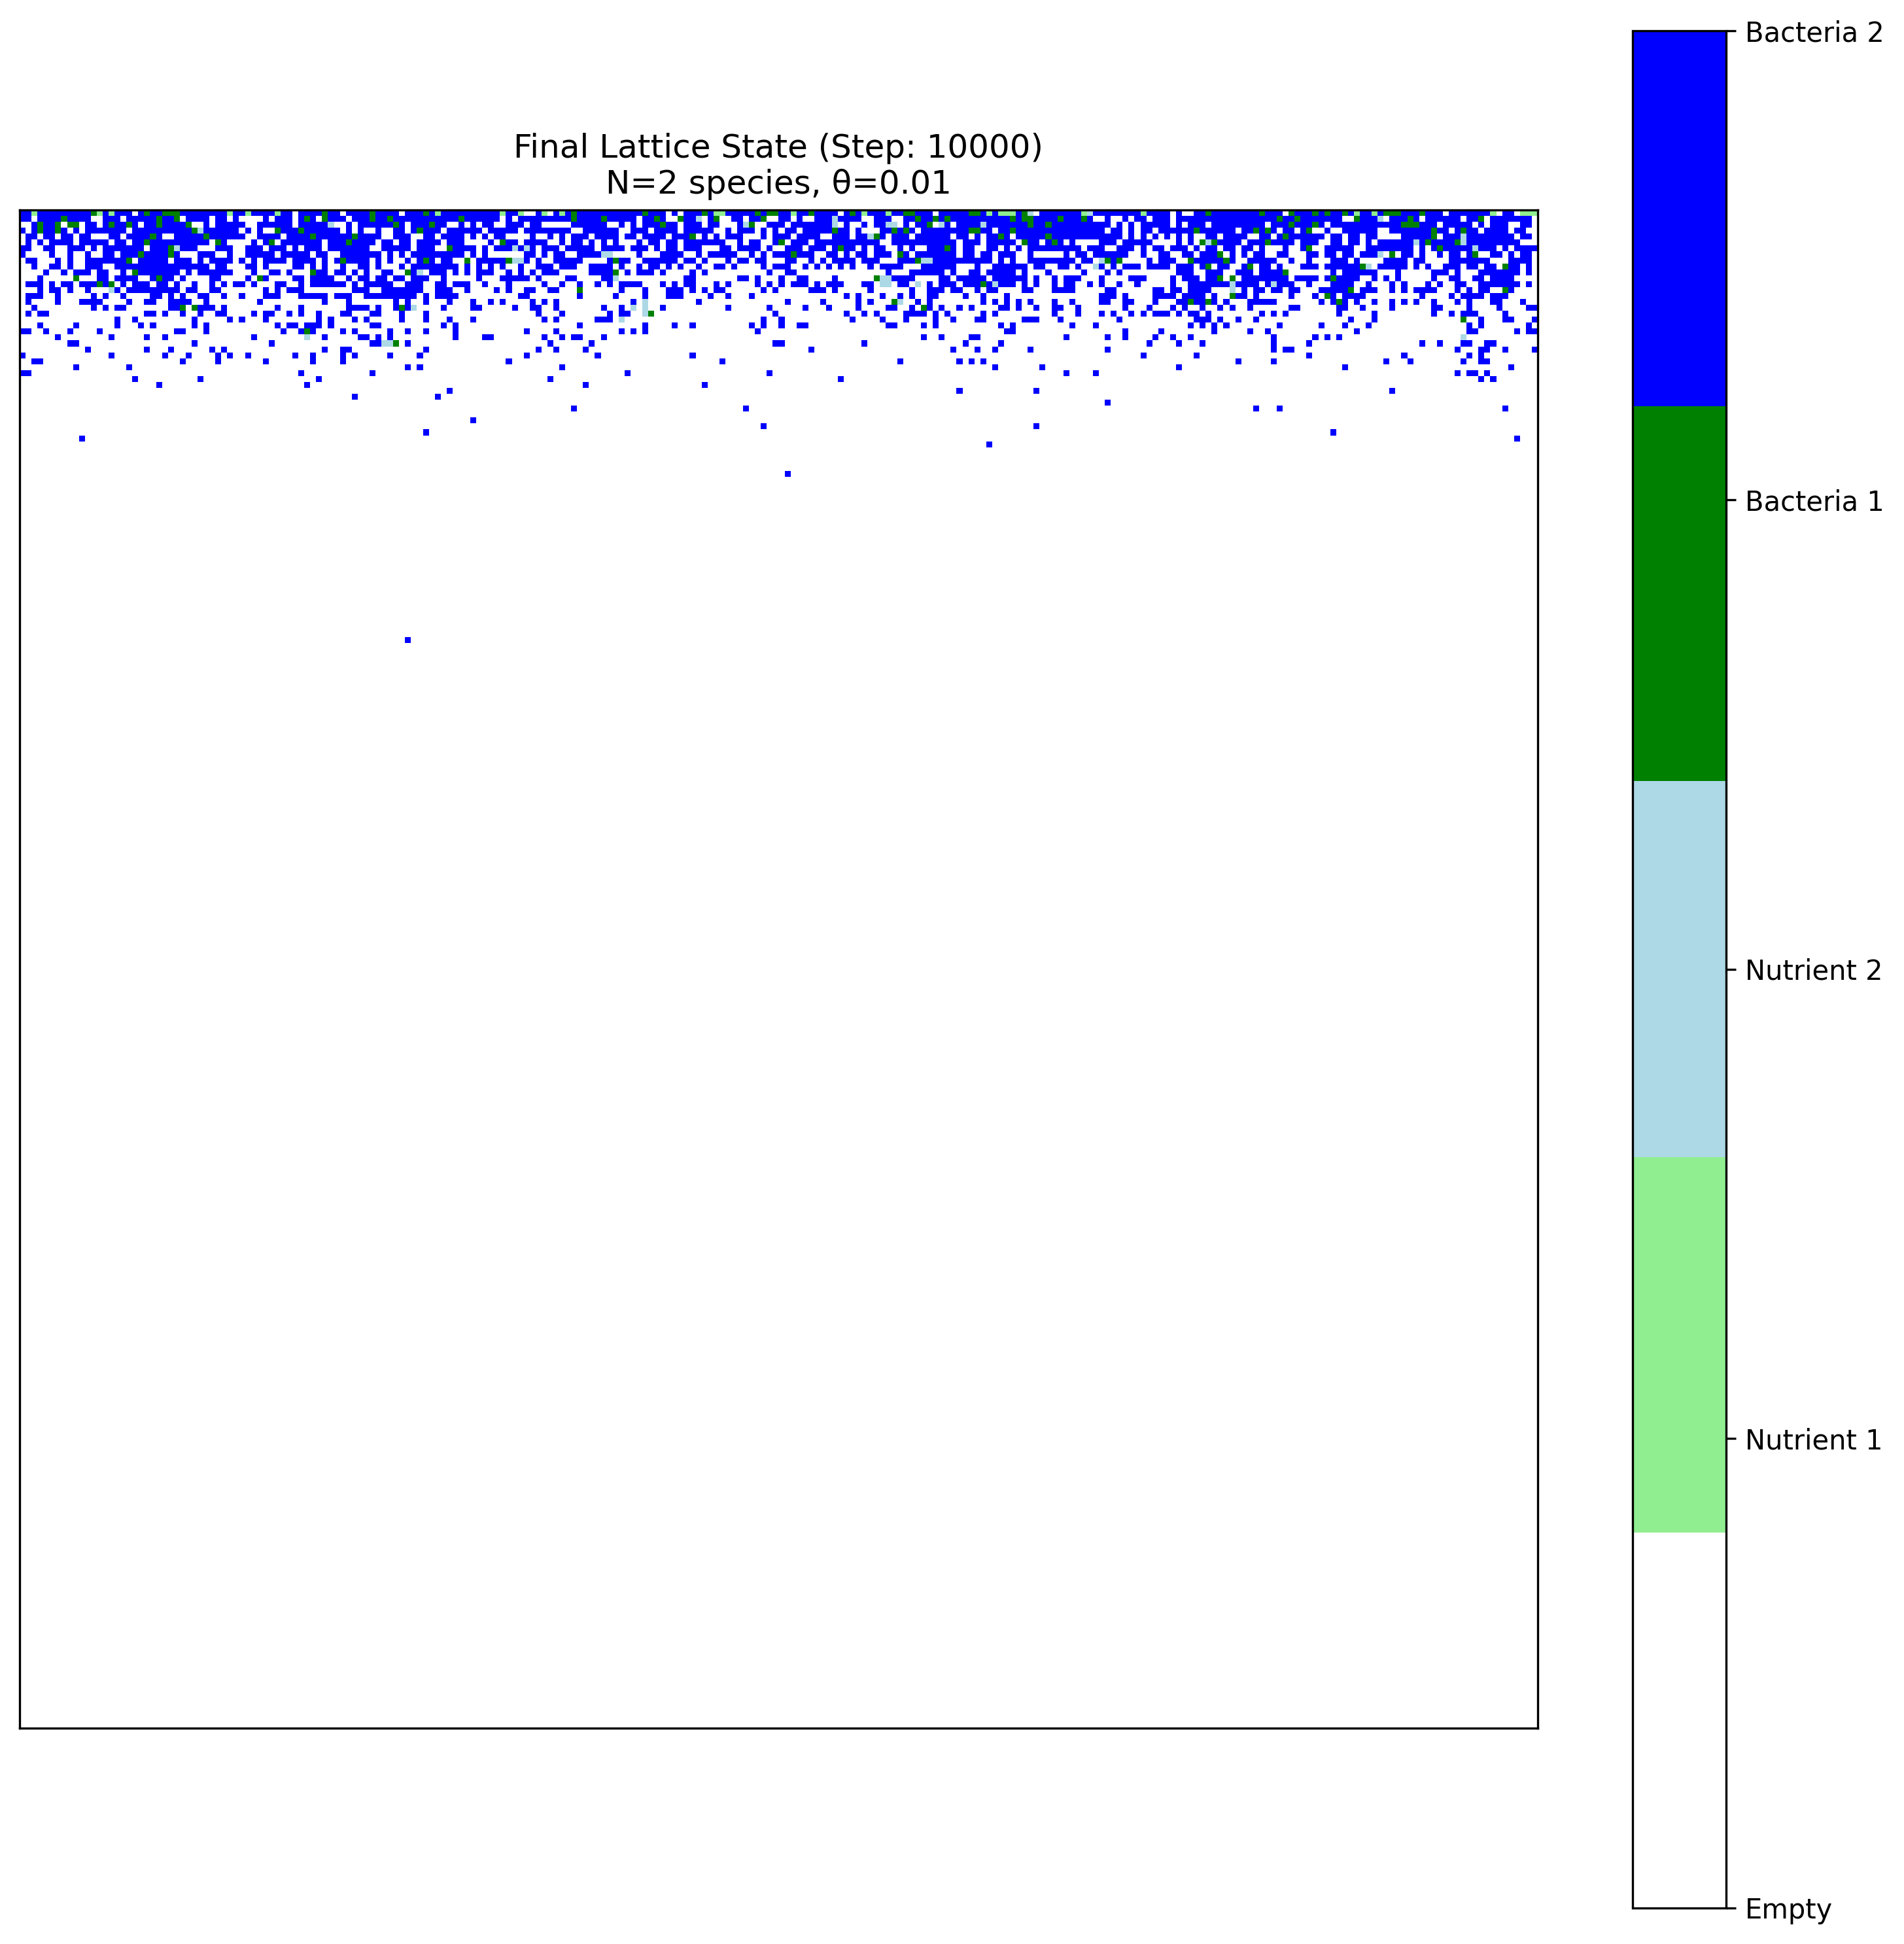 Final Lattice State (Step: 10000)
N=2 species, θ=0.01
Bacteria 2
Bacteria 1
Nutrient 2
Nutrient 1
Empty